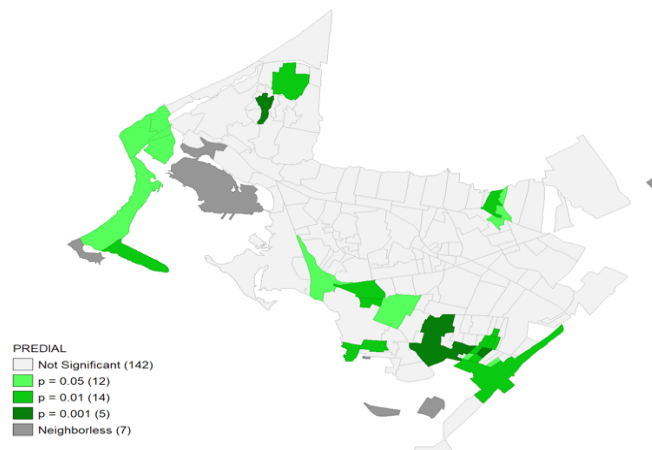 PREDIAL
Not Significant (142)
p = 0.05 (12)
p = 0.01 (14)
p = 0.001 (5)
Neighborless (7)